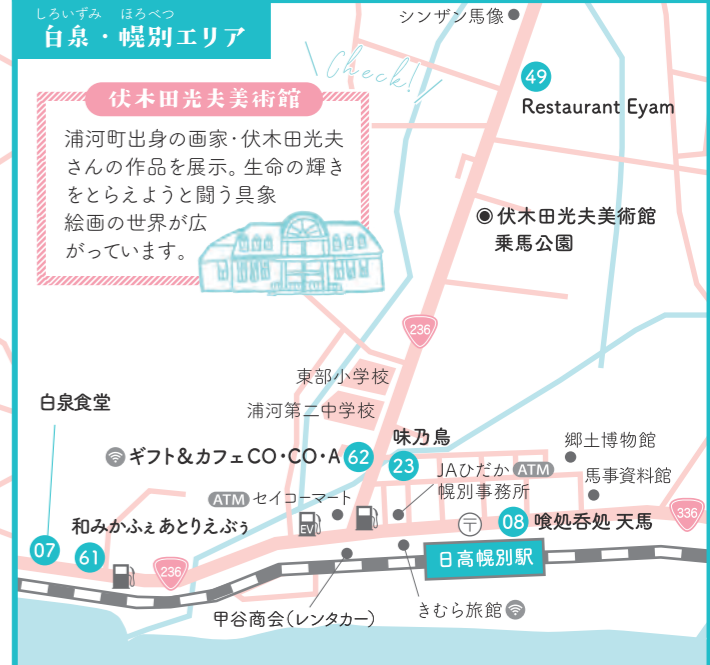 しろいずみ ほろべつ
白泉・幌別エリア
シンザン馬像
Check!
49
Restaurant Eyam
伏木田光夫美術館
浦河町出身の画家・伏木田光夫
さんの作品を展示。生命の輝き
をとらえようと闘う具象
絵画の世界が広
がっています。
伏木田光夫美術館
乗馬公園
236
東部小学校
浦河第二中学校
白泉食堂
味乃鳥
ギフト&カフェCO・CO・A 62
23
郷土博物館
JAひだか ATM
幌別事務所
馬事資料館
ATM セイコーマート
和みかふぇあとりえぶぅ
EV
〒
08 喰処呑処 天馬
336
07
61
236
日高幌別駅
甲谷商会(レンタカー)
きむら旅館